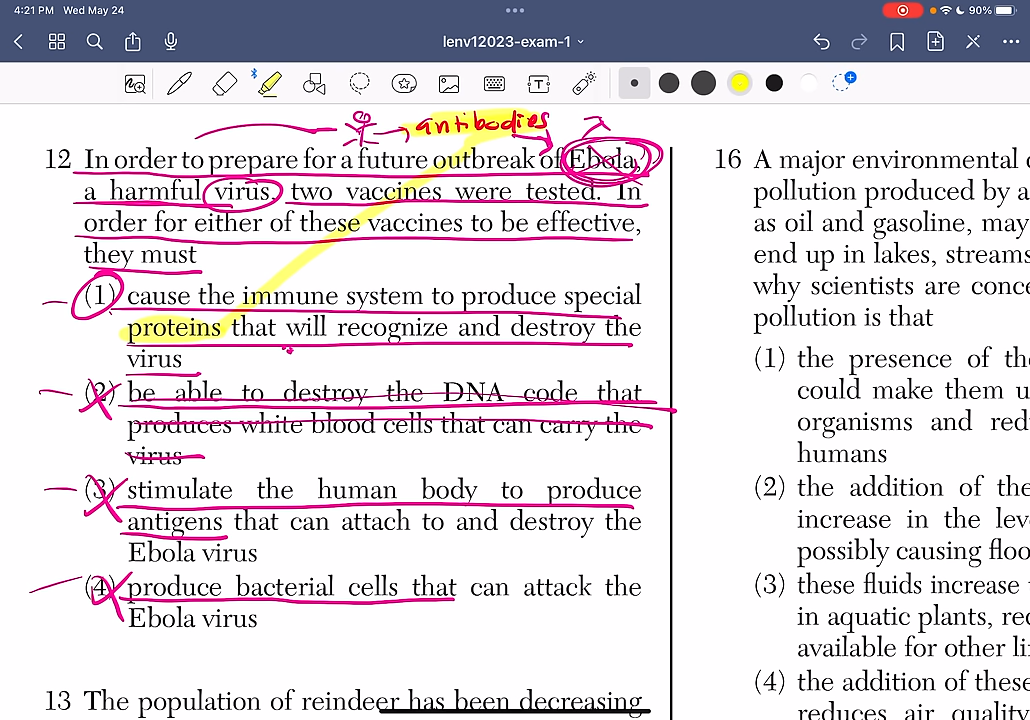 4:21 PM Wed May 24
90%
lenv12023-exam-1
antibodies
12 In order to prepare for a future outbreak of Ebola,
a harmful virus, two vaccines were tested. In
order for either of these vaccines to be effective,
they must
(1) cause the immune system to produce special
proteins that will recognize and destroy the
virus
(2) be able to destroy the DNA code that
produces white blood cells that can carry the
virus
(3) stimulate the human body to produce
antigens that can attach to and destroy the
Ebola virus
(4) produce bacterial cells that can attack the
Ebola virus
13 The population of reindeer has been decreasing
16 A major environmental
pollution produced by a
as oil and gasoline, may
end up in lakes, streams
why scientists are conce
pollution is that
(1) the presence of the
could make them u
organisms and red
humans
(2) the addition of the
increase in the leve
possibly causing floo
(3) these fluids increase
in aquatic plants, red
available for other li
(4) the addition of these
reduces air quality